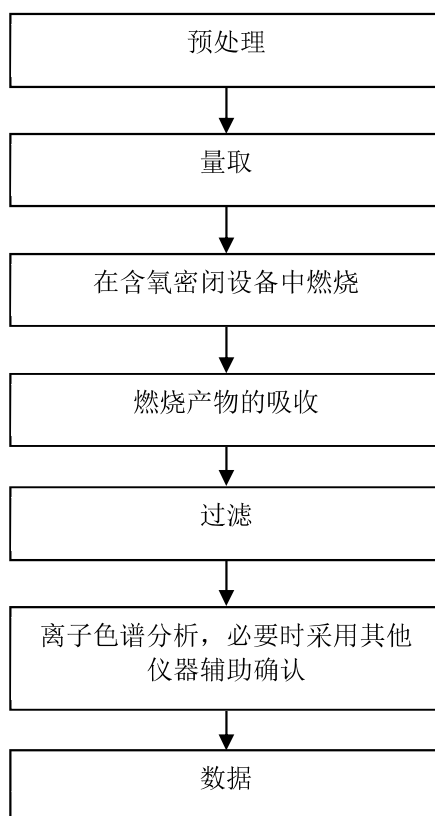 预处理
量取
在含氧密闭设备中燃烧
燃烧产物的吸收
过滤
离子色谱分析，必要时采用其他
仪器辅助确认
数据